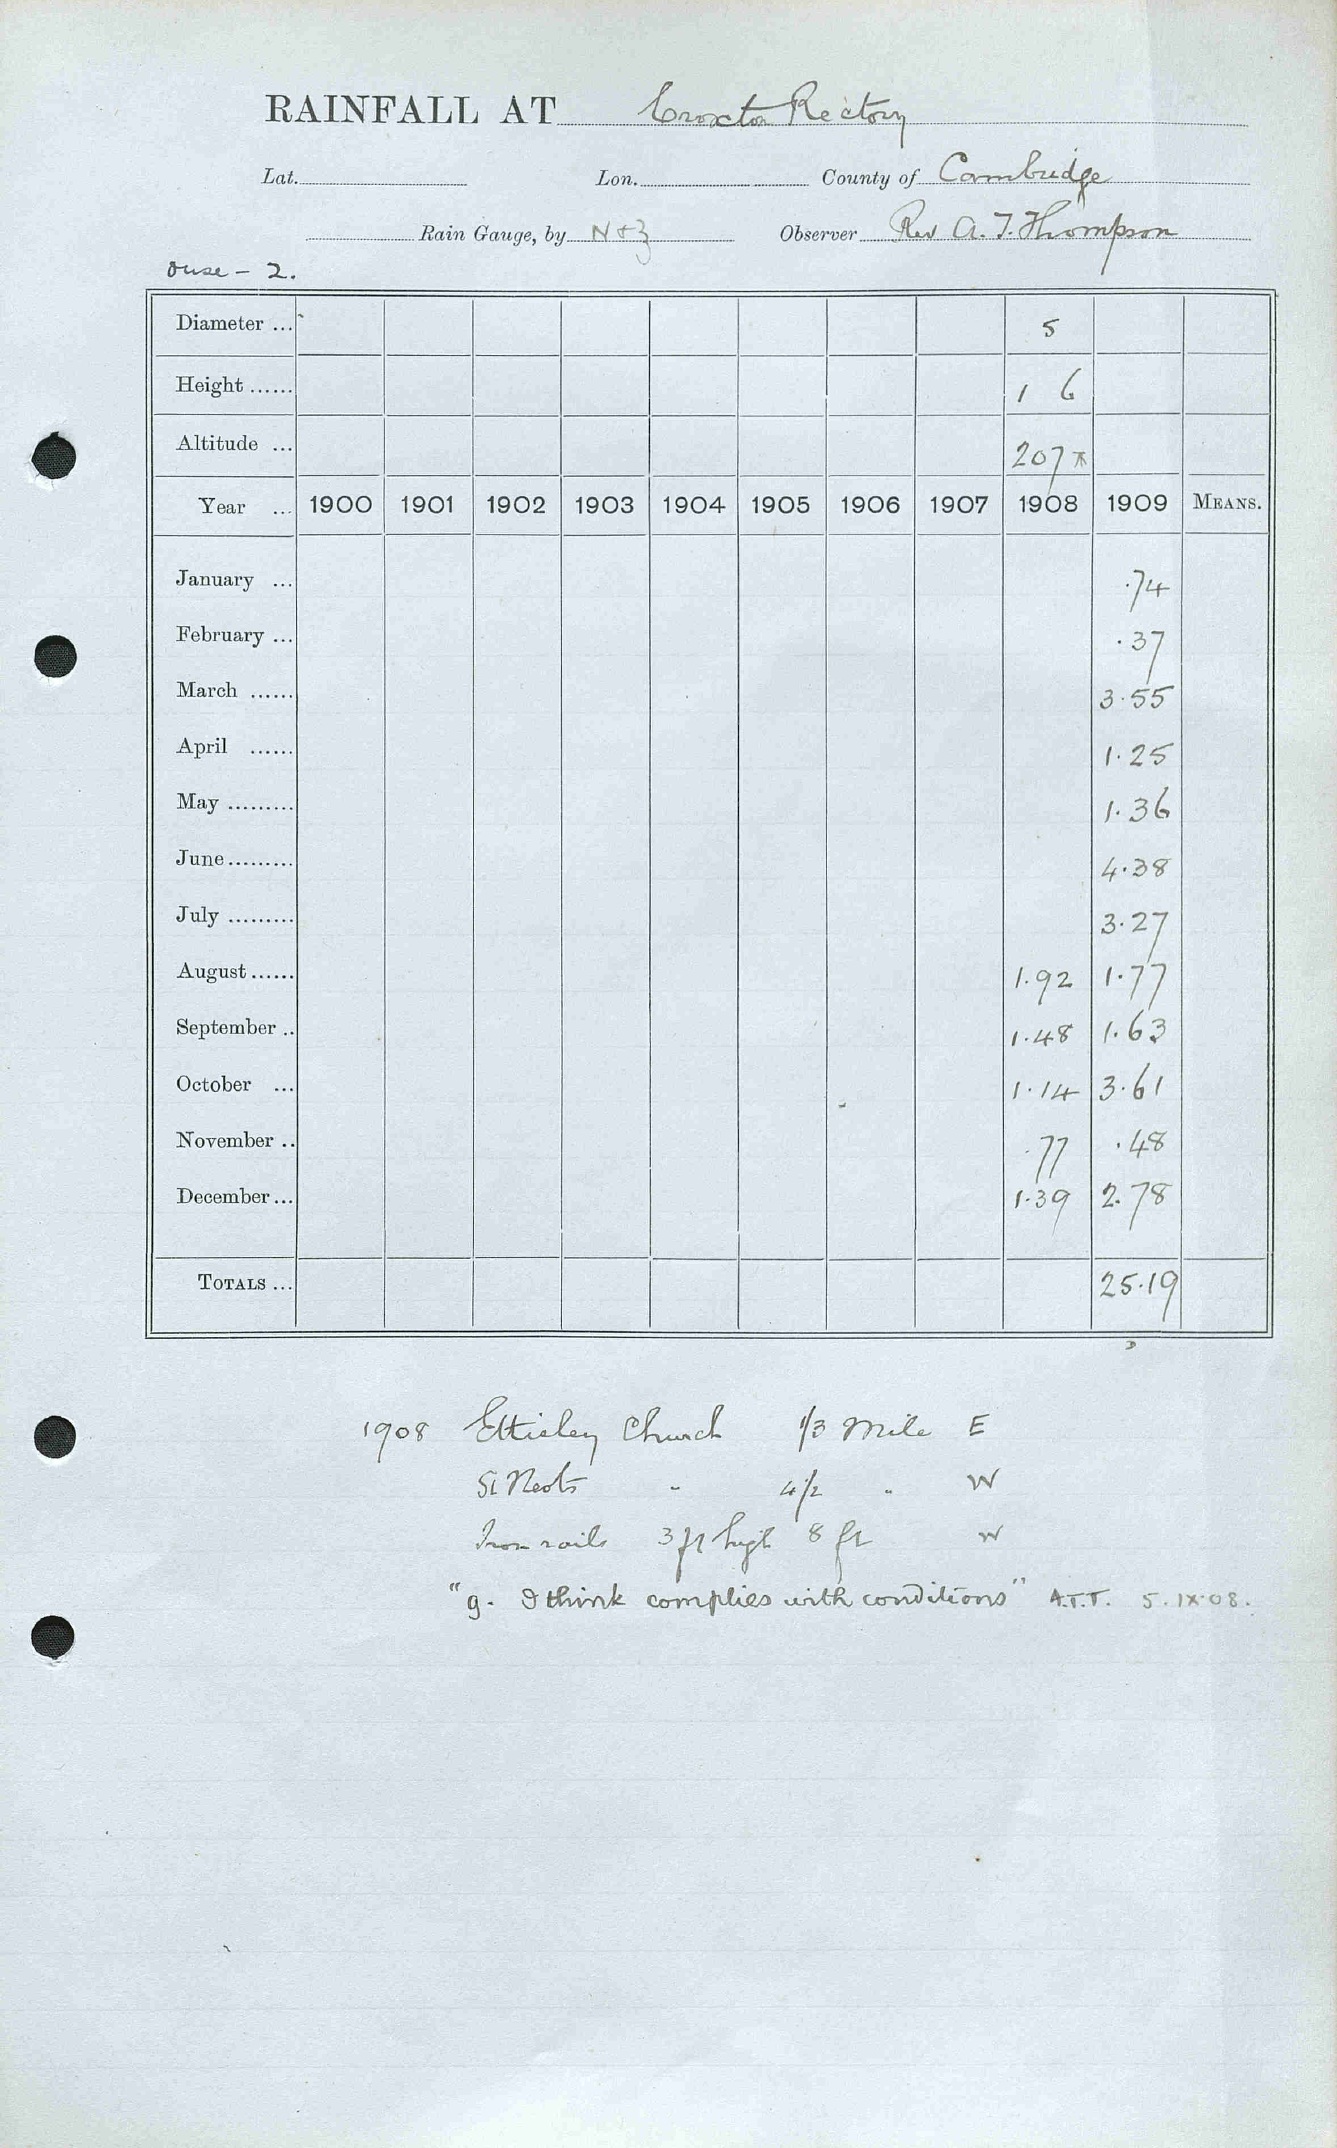 RAINFALL AT Croxton Rectory
Lat. Lon. County of Cambridge
Rain Gauge, by N & Z Observer Rev A. T. Thompson
Ouse - 2.
Diameter ... 5
Height ...... 1 6
Altitude ... 207
Year ... 1900 1901 1902 1903 1904 1905 1906 1907 1908 1909 MEANS.
January ... .74
February ... .37
March ...... 3.55
April ...... 1.25
May ......... 1.36
June ......... 4.38
July ......... 3.27
August ...... 1.92 1.77
September .. 1.48 1.63
October ... 1.14 3.61
November .. .77 .48
December ... 1.39 2.78
TOTALS ... 25.19
1908 Eltisley Church 1/3 Mile E
St Neots " 4 1/2 " W
Iron rails 3 ft high 8 ft W
"g. I think complies with conditions" A.T.T. 5.IX.08.